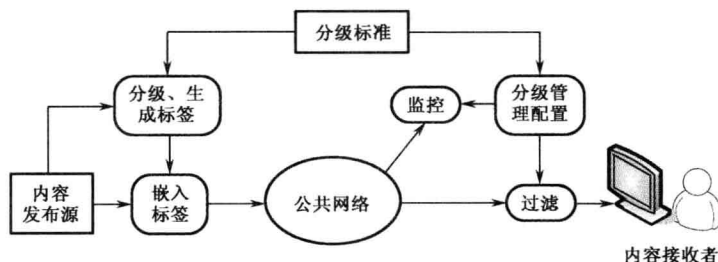 分级标准
分级、生
成标签
监控
分级管
理配置
内容
发布源
嵌入
标签
公共网络
过滤
内容接收者